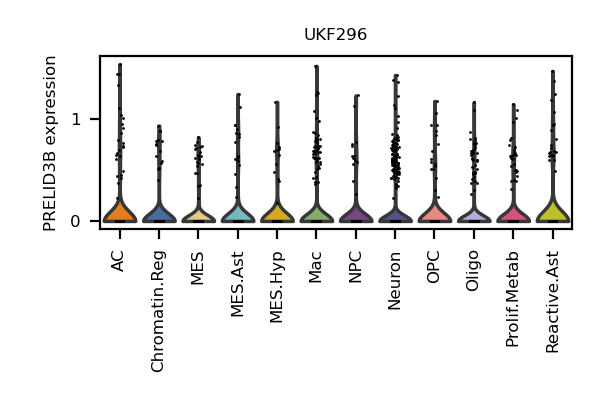 UKF296
PRELID3B expression
1
0
AC
Chromatin.Reg
MES
MES.Ast
MES.Hyp
Mac
NPC
Neuron
OPC
Oligo
Prolif.Metab
Reactive.Ast